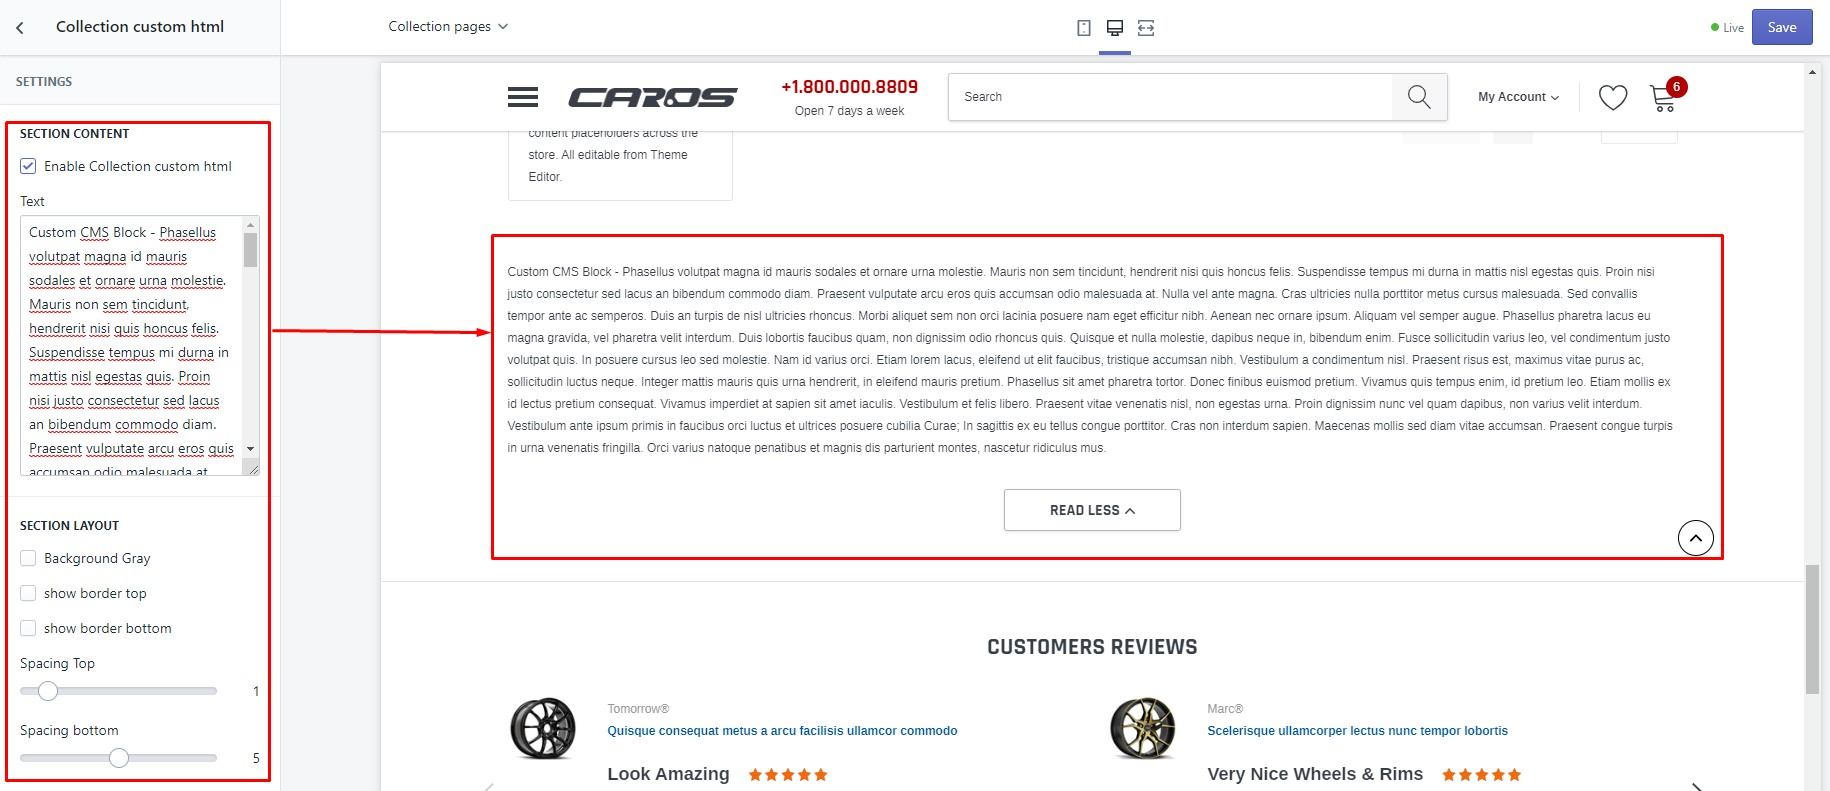 Collection custom html
Collection pages
Live
Save
SETTINGS
SECTION CONTENT
Enable Collection custom html
Text
Custom CMS Block - Phasellus
volutpat magna id mauris
sodales et ornare urna molestie.
Mauris non sem tincidunt,
hendrerit nisi quis honcus felis.
Suspendisse tempus mi durna in
mattis nisl egestas quis. Proin
nisi justo consectetur sed lacus
an bibendum commodo diam.
Praesent vulputate arcu eros quis
accumsan odio malesuada at.
SECTION LAYOUT
Background Gray
show border top
show border bottom
Spacing Top
1
Spacing bottom
5
CAROS
+1.800.000.8809
Open 7 days a week
Search
My Account
6
content placeholders across the
store. All editable from Theme
Editor.
Custom CMS Block - Phasellus volutpat magna id mauris sodales et ornare urna molestie. Mauris non sem tincidunt, hendrerit nisi quis honcus felis. Suspendisse tempus mi durna in mattis nisl egestas quis. Proin nisi
justo consectetur sed lacus an bibendum commodo diam. Praesent vulputate arcu eros quis accumsan odio malesuada at. Nulla vel ante magna. Cras ultricies nulla porttitor metus cursus malesuada. Sed convallis
tempor ante ac semperos. Duis an turpis de nisl ultricies rhoncus. Morbi aliquet sem non orci lacinia posuere nam eget efficitur nibh. Aenean nec ornare ipsum. Aliquam vel semper augue. Phasellus pharetra lacus eu
magna gravida, vel pharetra velit interdum. Duis lobortis faucibus quam, non dignissim odio rhoncus quis. Quisque et nulla molestie, dapibus neque in, bibendum enim. Fusce sollicitudin varius leo, vel condimentum justo
volutpat quis. In posuere cursus leo sed molestie. Nam id varius orci. Etiam lorem lacus, eleifend ut elit faucibus, tristique accumsan nibh. Vestibulum a condimentum nisl. Praesent risus est, maximus vitae purus ac,
sollicitudin luctus neque. Integer mattis mauris quis urna hendrerit, in eleifend mauris pretium. Phasellus sit amet pharetra tortor. Donec finibus euismod pretium. Vivamus quis tempus enim, id pretium leo. Etiam mollis ex
id lectus pretium consequat. Vivamus imperdiet at sapien sit amet iaculis. Vestibulum et felis libero. Praesent vitae venenatis nisl, non egestas urna. Proin dignissim nunc vel quam dapibus, non varius velit interdum.
Vestibulum ante ipsum primis in faucibus orci luctus et ultrices posuere cubilia Curae; In sagittis ex eu tellus congue porttitor. Cras non interdum sapien. Maecenas mollis sed diam vitae accumsan. Praesent congue turpis
in urna venenatis fringilla. Orci varius natoque penatibus et magnis dis parturient montes, nascetur ridiculus mus.
READ LESS
CUSTOMERS REVIEWS
Tomorrow®
Quisque consequat metus a arcu facilisis ullamcor commodo
Look Amazing
Marc®
Scelerisque ullamcorper lectus nunc tempor lobortis
Very Nice Wheels & Rims